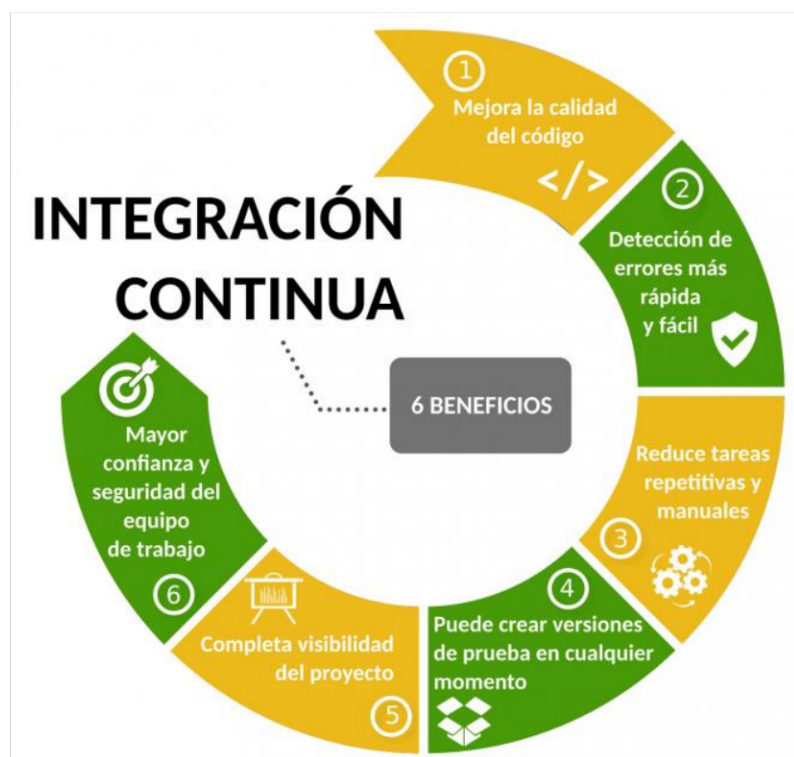 INTEGRACIÓN
CONTINUA
6 BENEFICIOS
1
Mejora la calidad
del código
</>
2
Detección de
errores más
rápida
y fácil
Reduce tareas
repetitivas y
manuales
3
4
Puede crear versiones
de prueba en cualquier
momento
Completa visibilidad
del proyecto
5
Mayor
confianza y
seguridad del
equipo
de trabajo
6